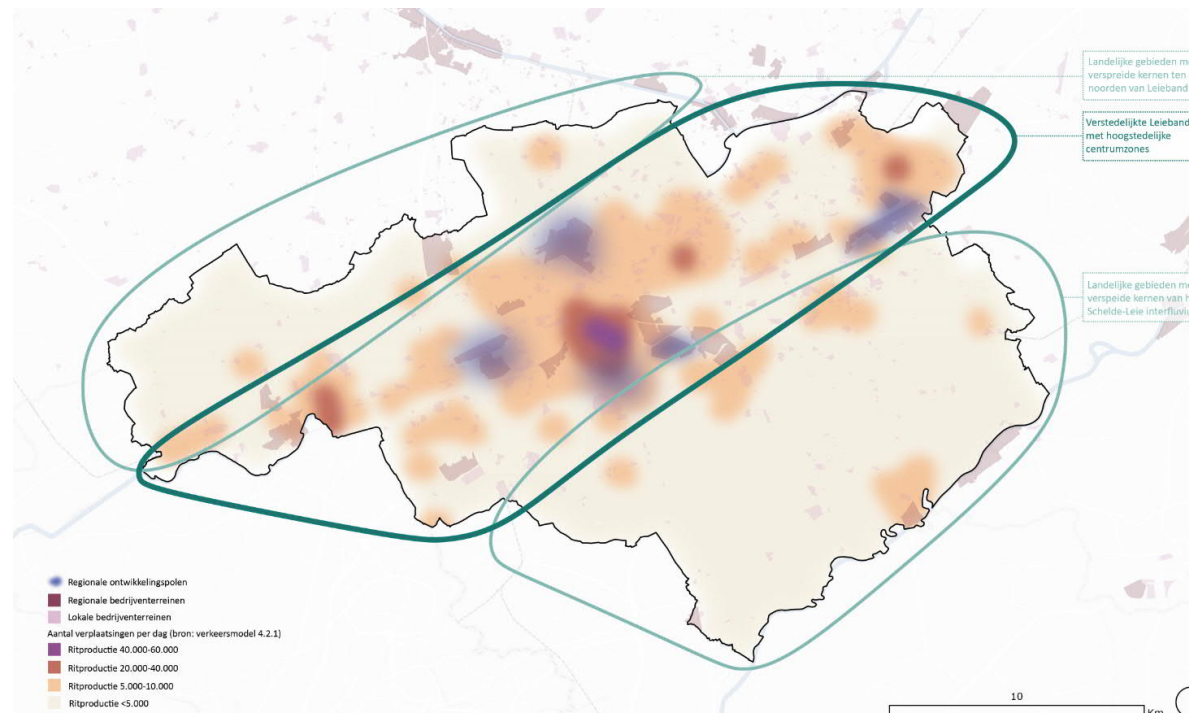 Landelijke gebieden me
verspreide kernen ten
noorden van Leieband
Verstedelijkte Leieband
met hoogstedelijke
centrumzones
Landelijke gebieden me
verspeide kernen van h
Schelde-Leie interfluviu
Regionale ontwikkelingspolen
Regionale bedrijventerreinen
Lokale bedrijventerreinen
Aantal verplaatsingen per dag (bron: verkeersmodel 4.2.1)
Ritproductie 40.000-60.000
Ritproductie 20.000-40.000
Ritproductie 5.000-10.000
Ritproductie <5.000
10
Km